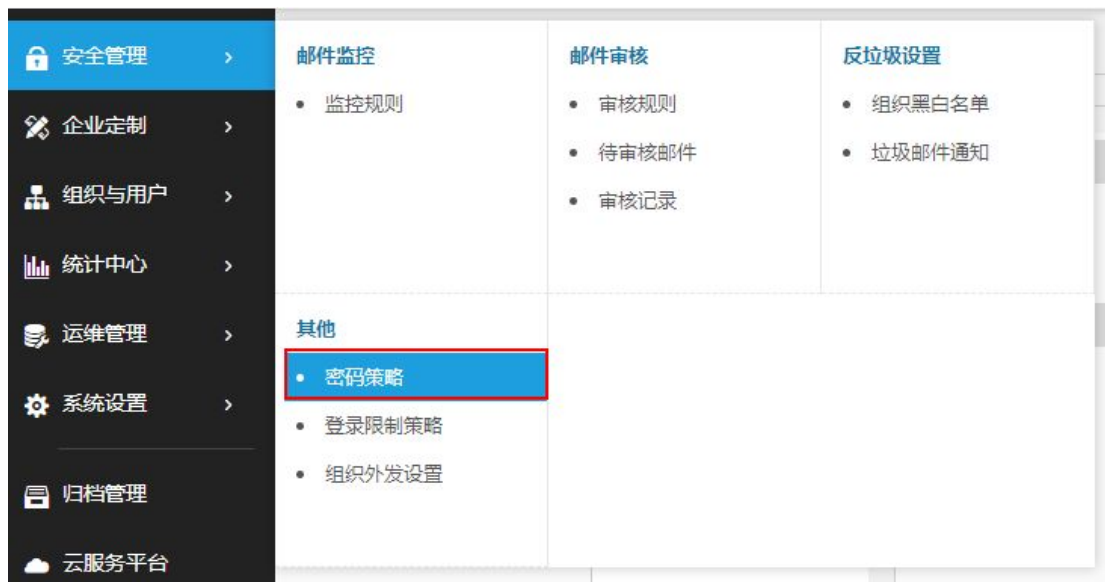 安全管理
企业定制
组织与用户
统计中心
运维管理
系统设置
归档管理
云服务平台
邮件监控
监控规则
邮件审核
审核规则
待审核邮件
审核记录
反垃圾设置
组织黑白名单
垃圾邮件通知
其他
密码策略
登录限制策略
组织外发设置